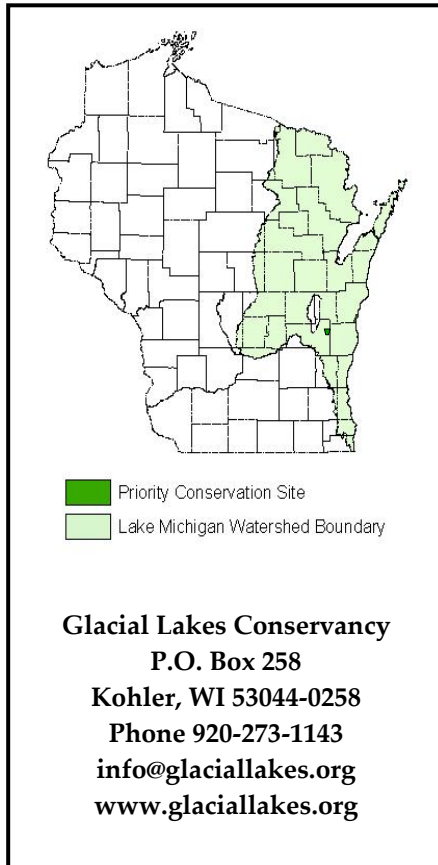 Priority Conservation Site
Lake Michigan Watershed Boundary
Glacial Lakes Conservancy
P.O. Box 258
Kohler, WI 53044-0258
Phone 920-273-1143
info@glaciallakes.org
www.glaciallakes.org